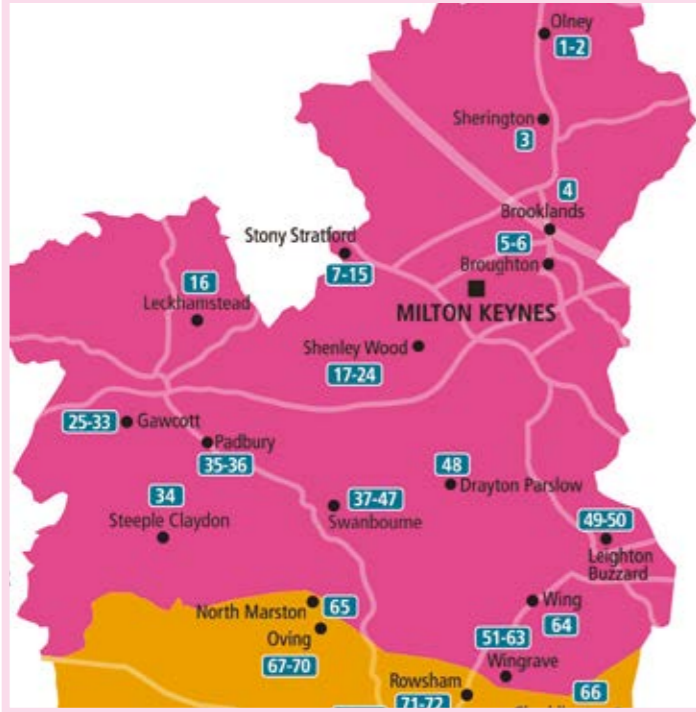 Olney
1-2
Sherington
3
4
Brooklands
Stony Stratford
5-6
7-15
Broughton
16
Leckhamstead
MILTON KEYNES
Shenley Wood
17-24
25-33
Gawcott
Padbury
35-36
48
34
37-47
Drayton Parslow
Steeple Claydon
Swanbourne
49-50
Leighton
Buzzard
North Marston
65
Wing
Oving
51-63
64
67-70
Wingrave
Rowsham
66
71-72